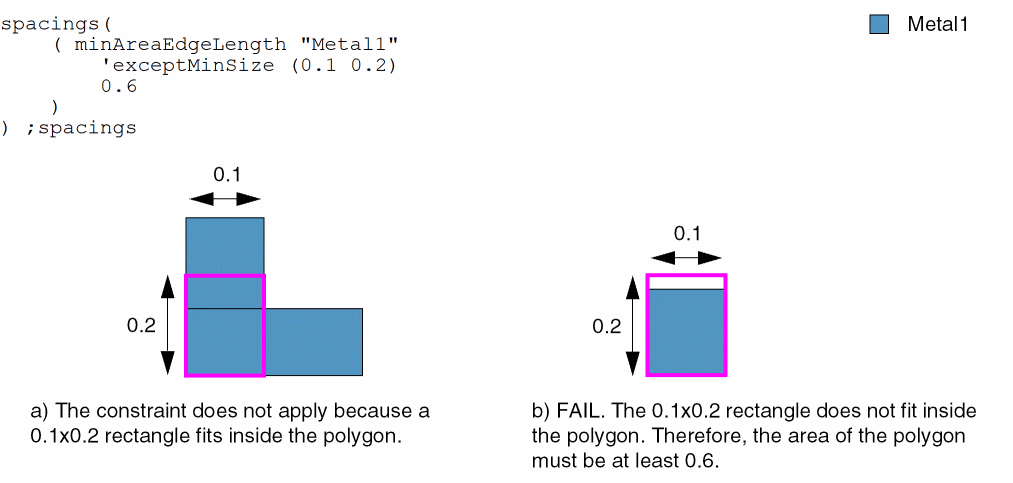 spacings(
( minAreaEdgeLength "Metal1"
'exceptMinSize (0.1 0.2)
0.6
)
) ;spacings
Metal1
0.1
0.2
a) The constraint does not apply because a
0.1x0.2 rectangle fits inside the polygon.
0.1
0.2
b) FAIL. The 0.1x0.2 rectangle does not fit inside
the polygon. Therefore, the area of the polygon
must be at least 0.6.